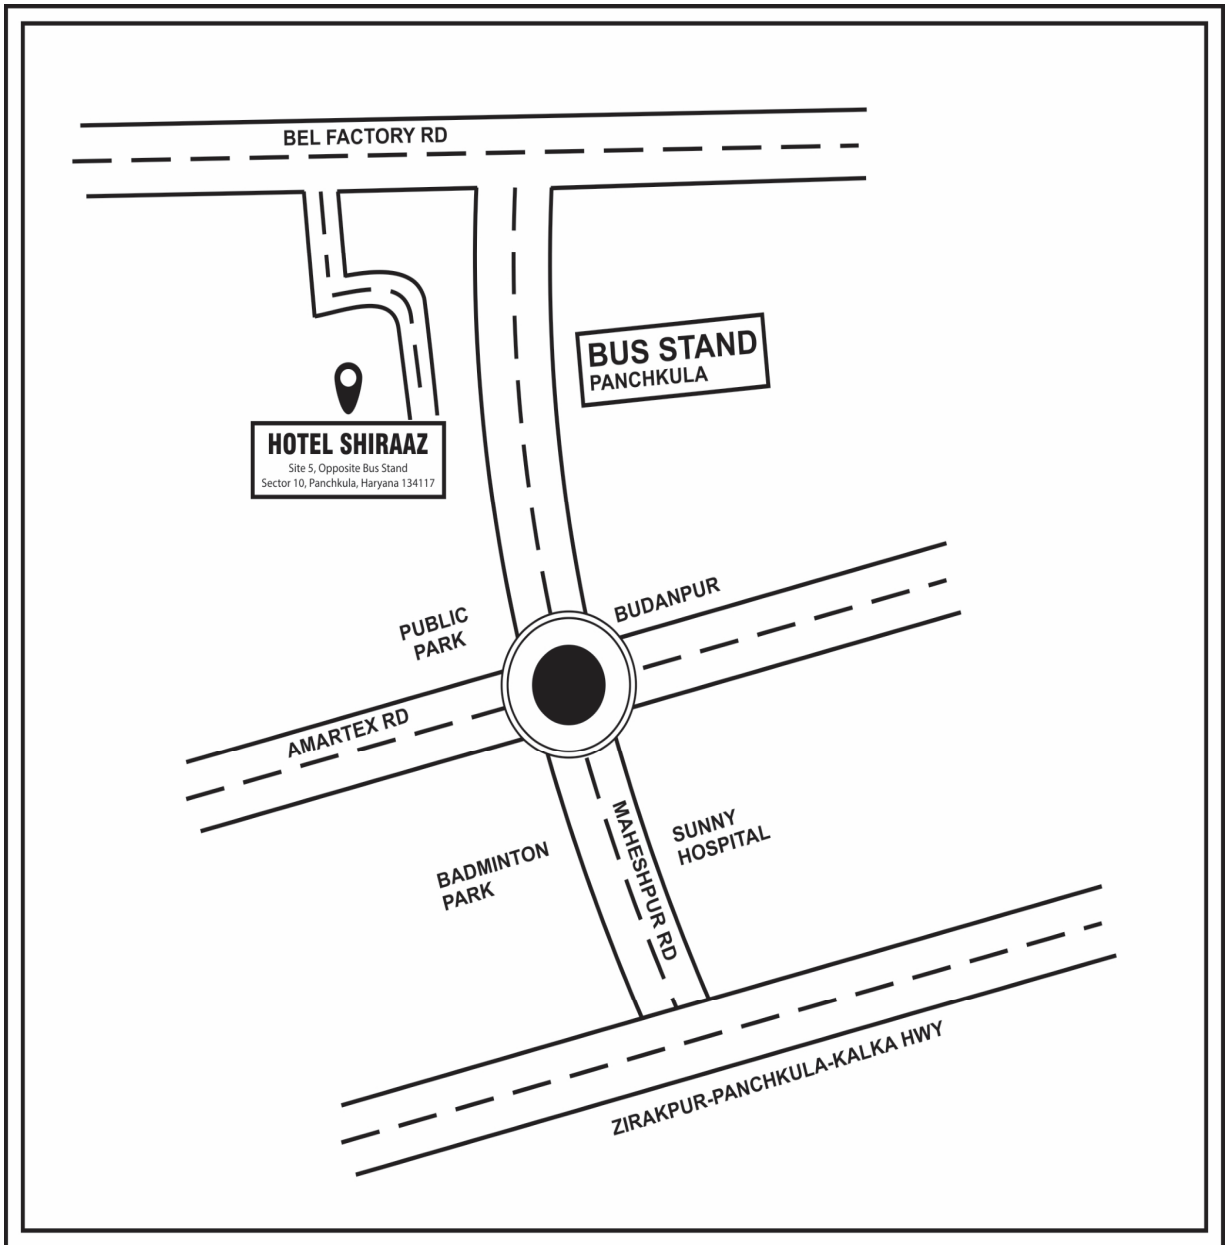 BEL FACTORY RD
BUS STAND
PANCHKULA
HOTEL SHIRAAZ
Site 5, Opposite Bus Stand
Sector 10, Panchkula, Haryana 134117
BUDANPUR
PUBLIC
PARK
AMARTEX RD
MAHESHPUR RD
SUNNY
HOSPITAL
BADMINTON
PARK
ZIRAKPUR-PANCHKULA-KALKA HWY